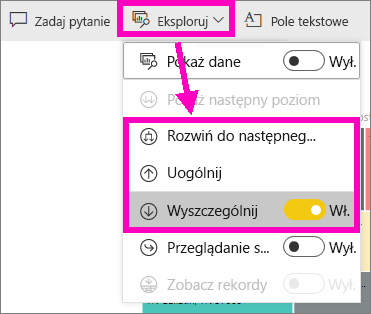 Zadaj pytanie
Eksploruj
Pole tekstowe
Pokaż dane
Wył.
Pokaż następny poziom
Rozwiń do następneg...
Uogólnij
Wyszczególnij
Wł.
Przeglądanie s...
Wył.
Zobacz rekordy